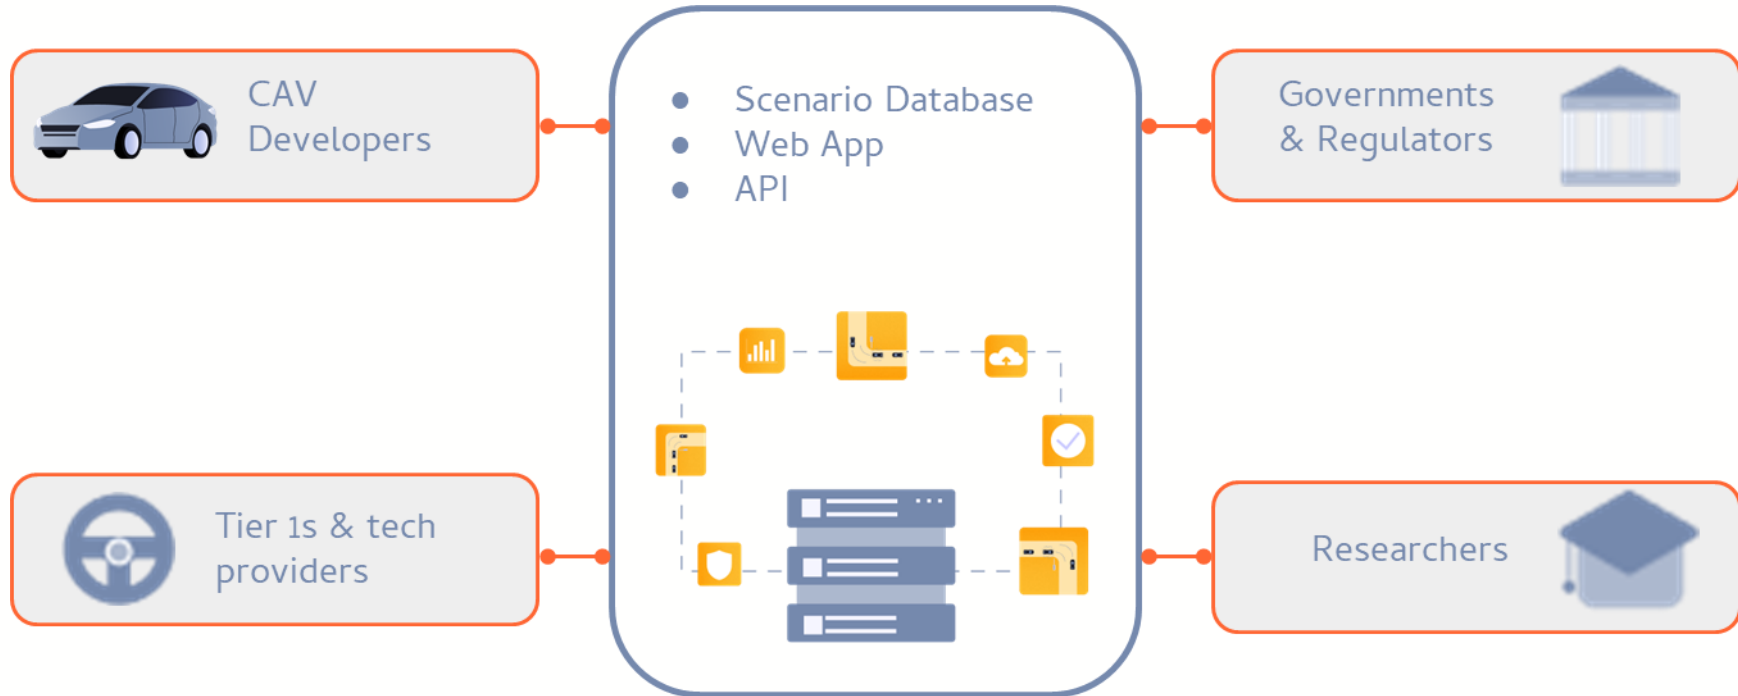 CAV
Developers
Scenario Database
Web App
API
Governments
& Regulators
Tier 1s & tech
providers
Researchers